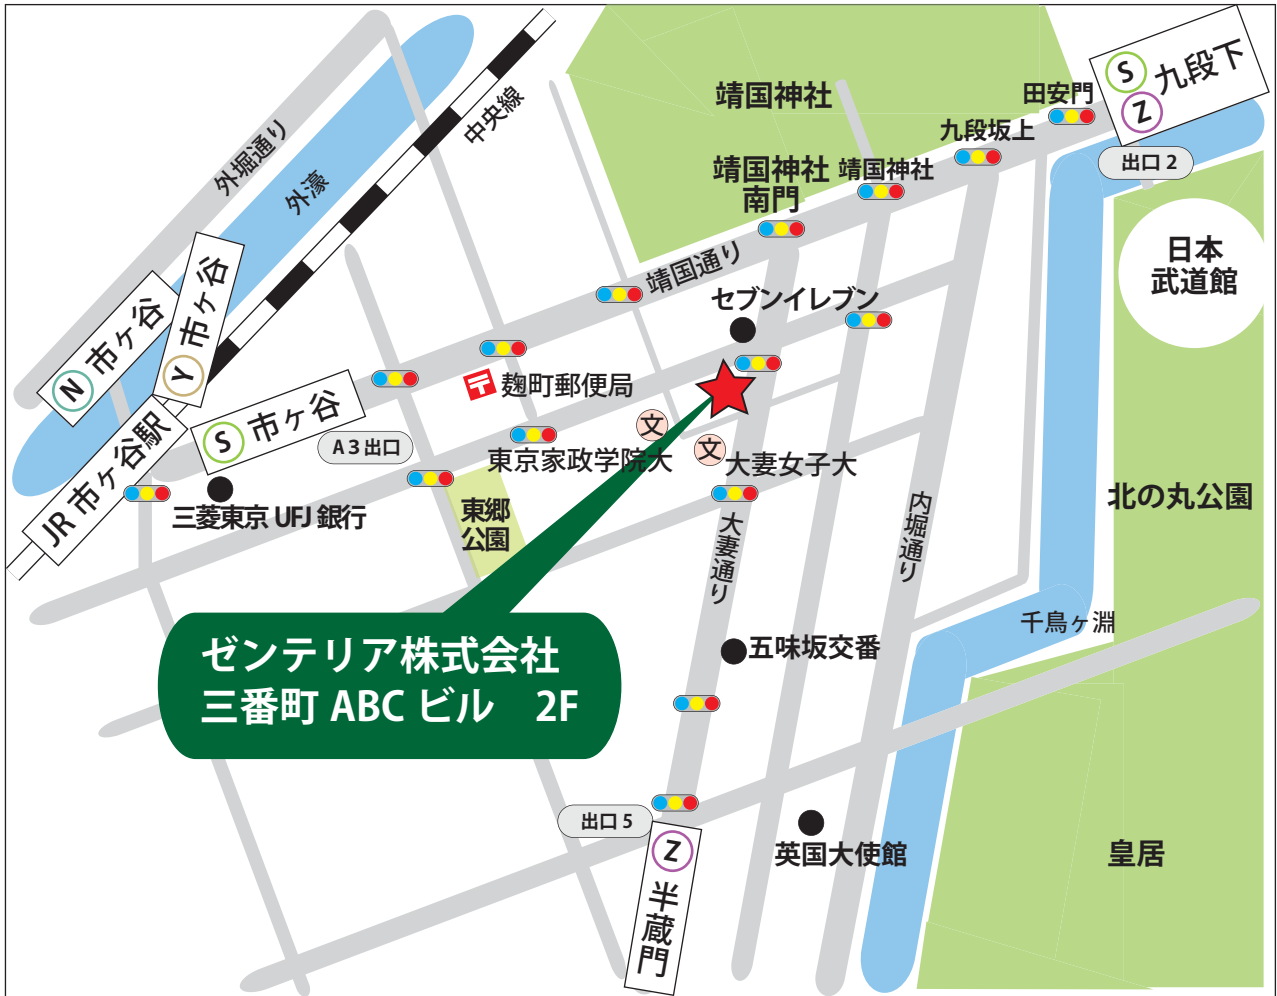 靖国神社
田安門
S
Z
九段下
出口 2
九段坂上
靖国神社
靖国神社
南門
中央線
外堀通り
外濠
靖国通り
日本
武道館
セブンイレブン
N 市ヶ谷
Y 市ヶ谷
S 市ヶ谷
JR 市ヶ谷駅
A 3 出口
麹町郵便局
文
文
東京家政学院大
大妻女子大
三菱東京 UFJ 銀行
東郷
公園
大妻通り
内堀通り
北の丸公園
千鳥ヶ淵
五味坂交番
ゼンテリア株式会社
三番町 ABC ビル 2F
出口 5
Z
半蔵門
英国大使館
皇居